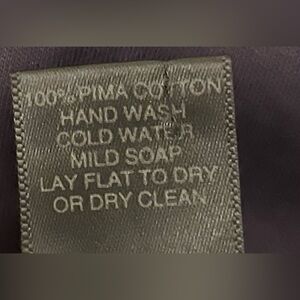 100% PIMA COTTON
HAND WASH
COLD WATER
MILD SOAP
LAY FLAT TO DRY
OR DRY CLEAN